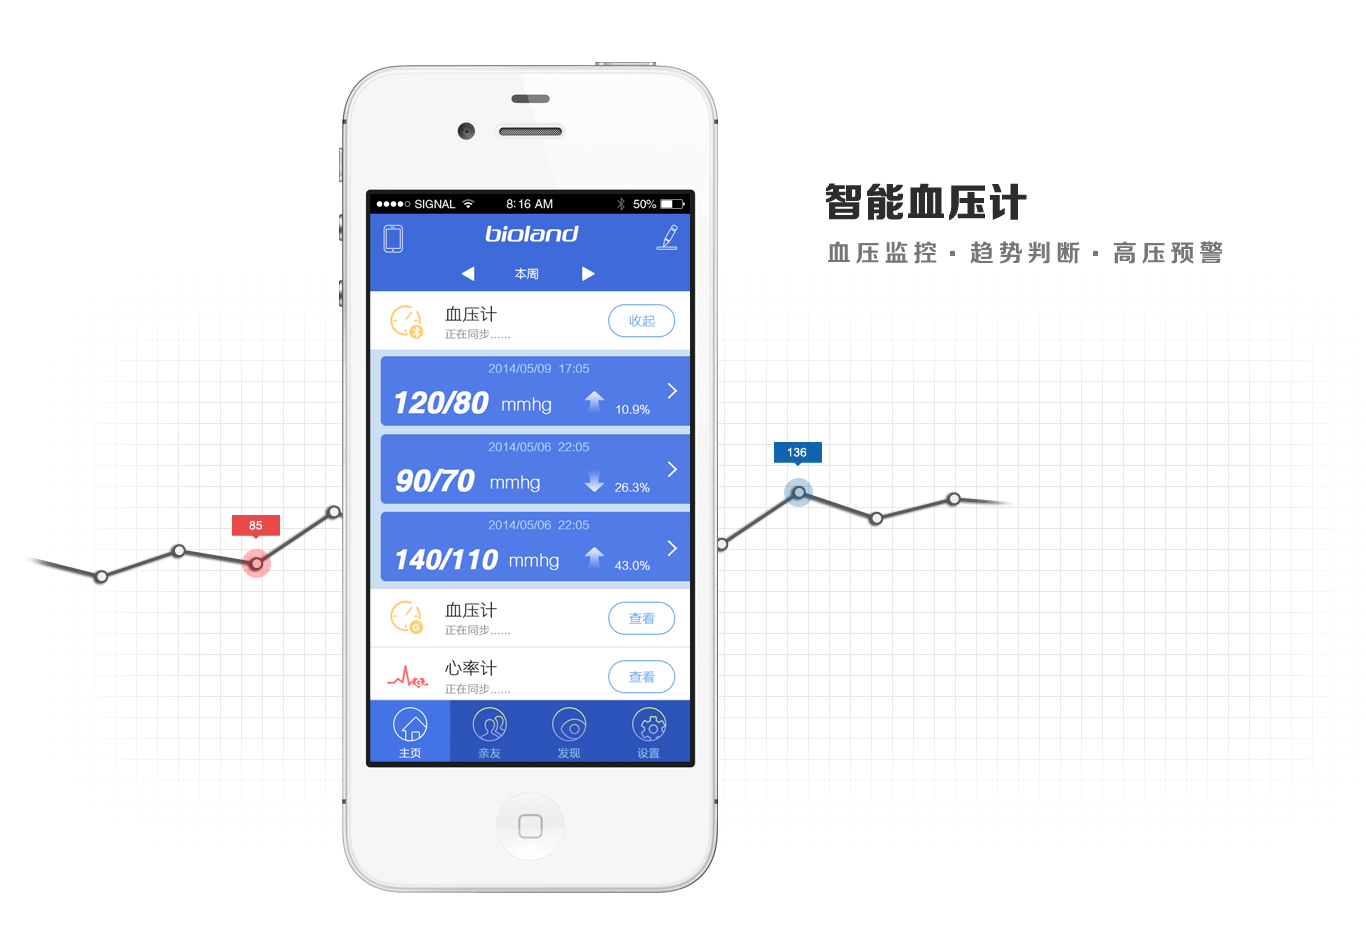 SIGNAL 8:16 AM 50%
bioland
本周
血压计
正在同步......
收起
2014/05/09 17:05
120/80 mmhg 10.9%
2014/05/06 22:05
90/70 mmhg 26.3%
2014/05/06 22:05
140/110 mmhg 43.0%
血压计
正在同步......
查看
心率计
正在同步......
查看
主页 亲友 发现 设置
智能血压计
血压监控·趋势判断·高压预警
85
136